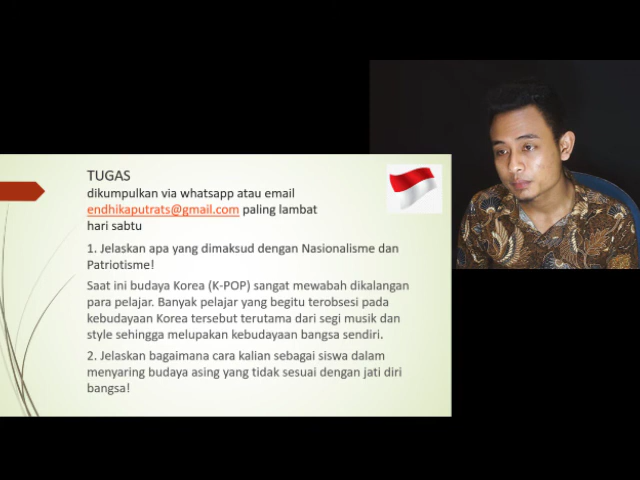 TUGAS
dikumpulkan via whatsapp atau email
endhikaputrats@gmail.com paling lambat
hari sabtu
1. Jelaskan apa yang dimaksud dengan Nasionalisme dan
Patriotisme!
Saat ini budaya Korea (K-POP) sangat mewabah dikalangan
para pelajar. Banyak pelajar yang begitu terobsesi pada
kebudayaan Korea tersebut terutama dari segi musik dan
style sehingga melupakan kebudayaan bangsa sendiri.
2. Jelaskan bagaimana cara kalian sebagai siswa dalam
menyaring budaya asing yang tidak sesuai dengan jati diri
bangsa!